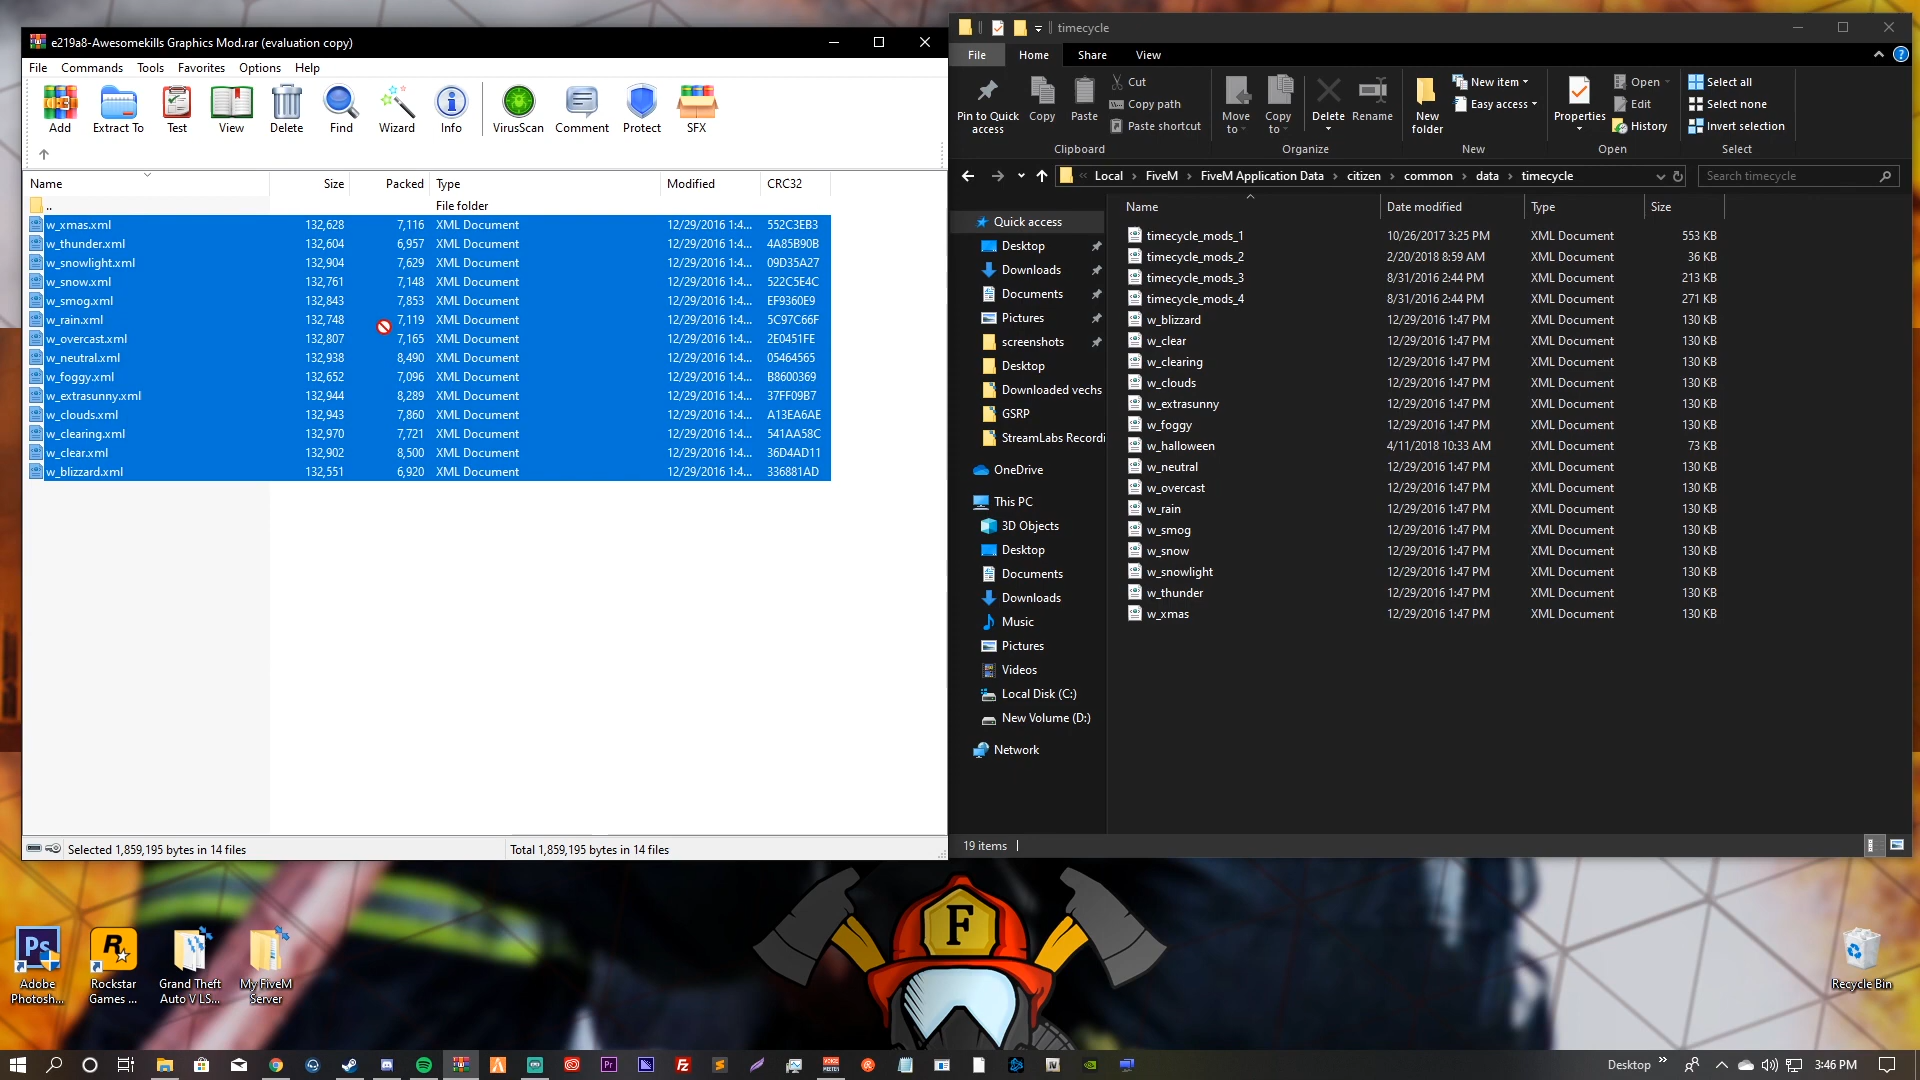 e219a8-Awesomekills Graphics Mod.rar (evaluation copy)
File Commands Tools Favorites Options Help
Add Extract To Test View Delete Find Wizard Info VirusScan Comment Protect SFX
Name Size Packed Type Modified CRC32
.. File folder
w_xmas.xml 132,628 7,116 XML Document 12/29/2016 1:4... 552C3EB3
w_thunder.xml 132,604 6,957 XML Document 12/29/2016 1:4... 4A85B90B
w_snowlight.xml 132,904 7,629 XML Document 12/29/2016 1:4... 09D35A27
w_snow.xml 132,761 7,148 XML Document 12/29/2016 1:4... 522C5E4C
w_smog.xml 132,843 7,853 XML Document 12/29/2016 1:4... EF9360E9
w_rain.xml 132,748 7,119 XML Document 12/29/2016 1:4... 5C97C66F
w_overcast.xml 132,807 7,165 XML Document 12/29/2016 1:4... 2E0451FE
w_neutral.xml 132,938 8,490 XML Document 12/29/2016 1:4... 05464565
w_foggy.xml 132,652 7,096 XML Document 12/29/2016 1:4... B8600369
w_extrasunny.xml 132,944 8,289 XML Document 12/29/2016 1:4... 37FF09B7
w_clouds.xml 132,943 7,860 XML Document 12/29/2016 1:4... A13EA6AE
w_clearing.xml 132,970 7,721 XML Document 12/29/2016 1:4... 541AA58C
w_clear.xml 132,902 8,500 XML Document 12/29/2016 1:4... 36D4AD11
w_blizzard.xml 132,551 6,920 XML Document 12/29/2016 1:4... 336881AD
Selected 1,859,195 bytes in 14 files Total 1,859,195 bytes in 14 files
timecycle
File Home Share View
Pin to Quick access Copy Paste Cut Copy path Paste shortcut
Move to Copy to Delete Rename
New folder New item Easy access
Properties Open Edit History
Select all Select none Invert selection
Clipboard Organize New Open Select
Local FiveM FiveM Application Data citizen common data timecycle Search timecycle
Quick access
Desktop
Downloads
Documents
Pictures
screenshots
Desktop
Downloaded vechs
GSRP
StreamLabs Recordi
OneDrive
This PC
3D Objects
Desktop
Documents
Downloads
Music
Pictures
Videos
Local Disk (C:)
New Volume (D:)
Network
Name Date modified Type Size
timecycle_mods_1 10/26/2017 3:25 PM XML Document 553 KB
timecycle_mods_2 2/20/2018 8:59 AM XML Document 36 KB
timecycle_mods_3 8/31/2016 2:44 PM XML Document 213 KB
timecycle_mods_4 8/31/2016 2:44 PM XML Document 271 KB
w_blizzard 12/29/2016 1:47 PM XML Document 130 KB
w_clear 12/29/2016 1:47 PM XML Document 130 KB
w_clearing 12/29/2016 1:47 PM XML Document 130 KB
w_clouds 12/29/2016 1:47 PM XML Document 130 KB
w_extrasunny 12/29/2016 1:47 PM XML Document 130 KB
w_foggy 12/29/2016 1:47 PM XML Document 130 KB
w_halloween 4/11/2018 10:33 AM XML Document 73 KB
w_neutral 12/29/2016 1:47 PM XML Document 130 KB
w_overcast 12/29/2016 1:47 PM XML Document 130 KB
w_rain 12/29/2016 1:47 PM XML Document 130 KB
w_smog 12/29/2016 1:47 PM XML Document 130 KB
w_snow 12/29/2016 1:47 PM XML Document 130 KB
w_snowlight 12/29/2016 1:47 PM XML Document 130 KB
w_thunder 12/29/2016 1:47 PM XML Document 130 KB
w_xmas 12/29/2016 1:47 PM XML Document 130 KB
19 items
F
Ps
Adobe
Photosh...
R
Rockstar
Games ...
Grand Theft
Auto V LS...
My FiveM
Server
Recycle Bin
Desktop 3:46 PM